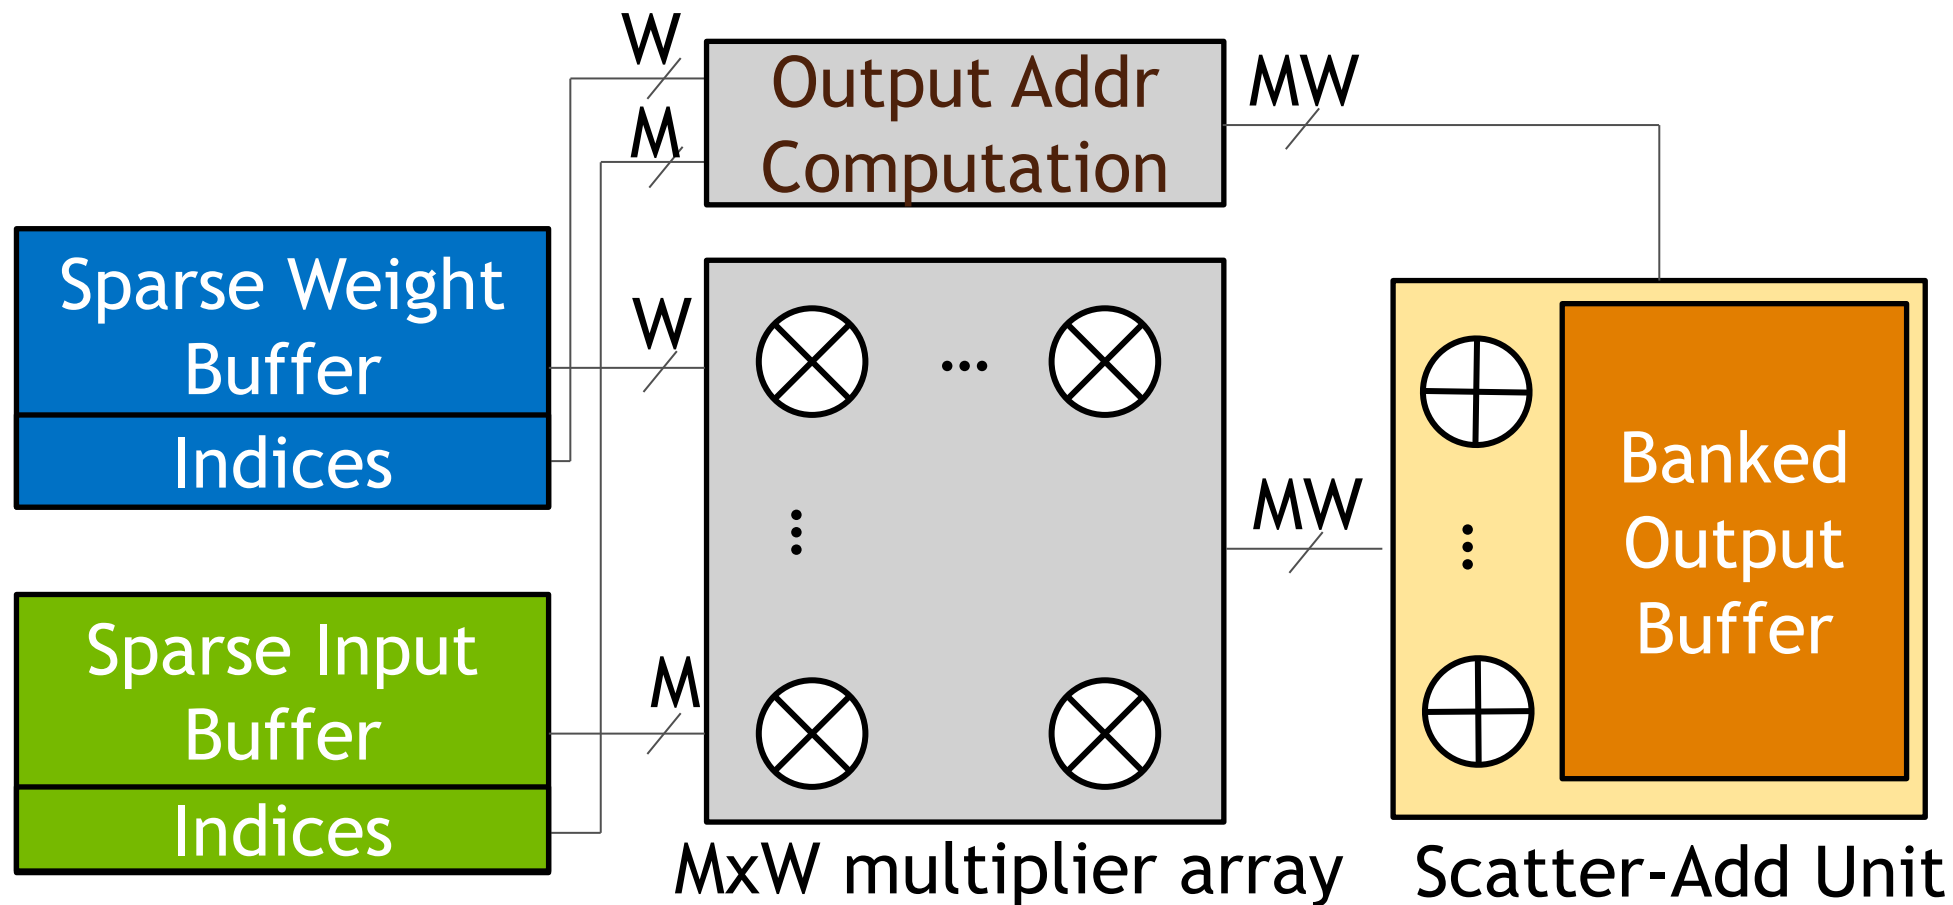 W
Output Addr
Computation
MW
M
Sparse Weight
Buffer
Indices
W
Banked
Output
Buffer
MW
Sparse Input
Buffer
Indices
M
MxW multiplier array
Scatter-Add Unit